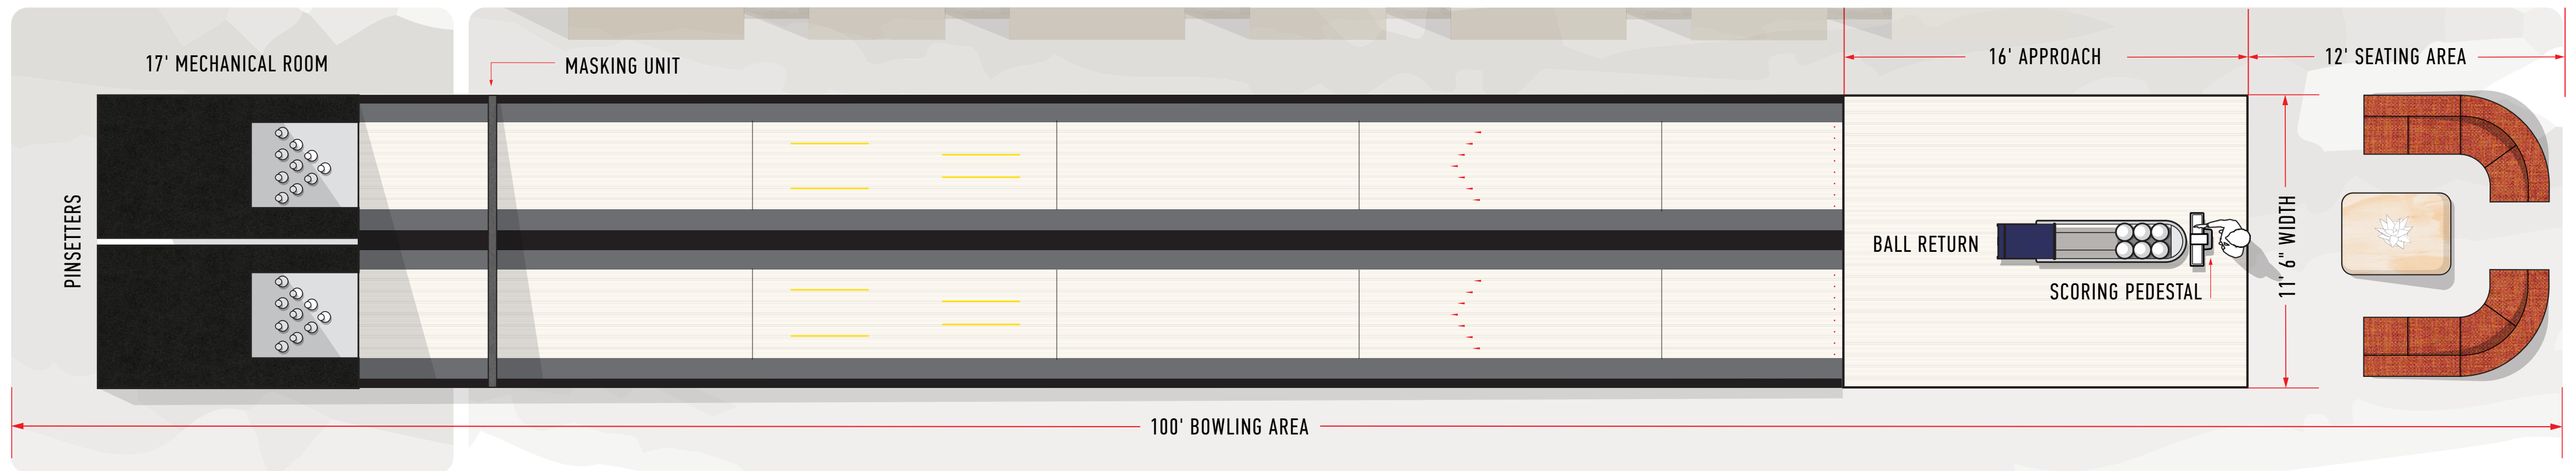 17' MECHANICAL ROOM
MASKING UNIT
16' APPROACH
12' SEATING AREA
PINSETTERS
BALL RETURN
SCORING PEDESTAL
11' 6" WIDTH
100' BOWLING AREA